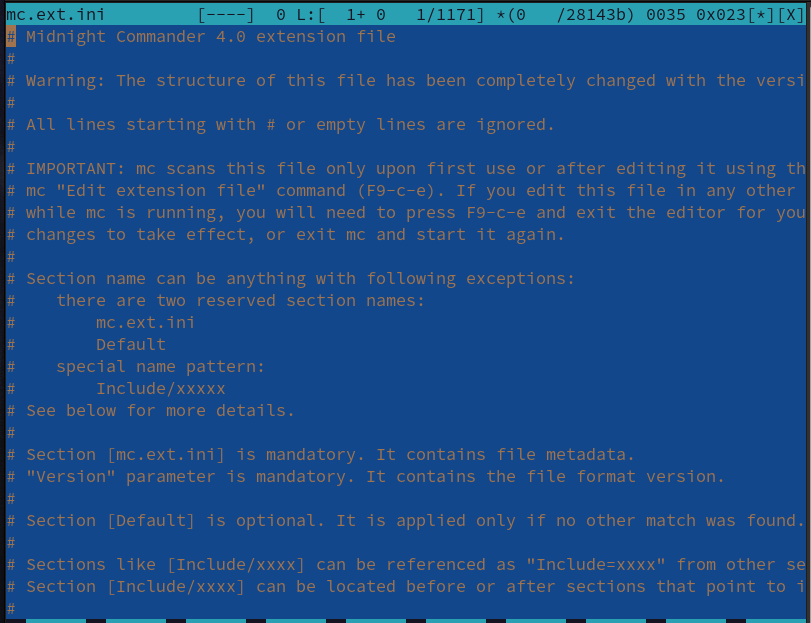 mc.ext.ini [----] 0 L:[ 1+ 0 1/1171] *(0 /28143b) 0035 0x023[*][X]
# Midnight Commander 4.0 extension file
#
# Warning: The structure of this file has been completely changed with the versi
#
# All lines starting with # or empty lines are ignored.
#
# IMPORTANT: mc scans this file only upon first use or after editing it using th
# mc "Edit extension file" command (F9-c-e). If you edit this file in any other
# while mc is running, you will need to press F9-c-e and exit the editor for you
# changes to take effect, or exit mc and start it again.
#
# Section name can be anything with following exceptions:
#    there are two reserved section names:
#        mc.ext.ini
#        Default
#    special name pattern:
#        Include/xxxxx
# See below for more details.
#
# Section [mc.ext.ini] is mandatory. It contains file metadata.
# "Version" parameter is mandatory. It contains the file format version.
#
# Section [Default] is optional. It is applied only if no other match was found.
#
# Sections like [Include/xxxx] can be referenced as "Include=xxxx" from other se
# Section [Include/xxxx] can be located before or after sections that point to i
#